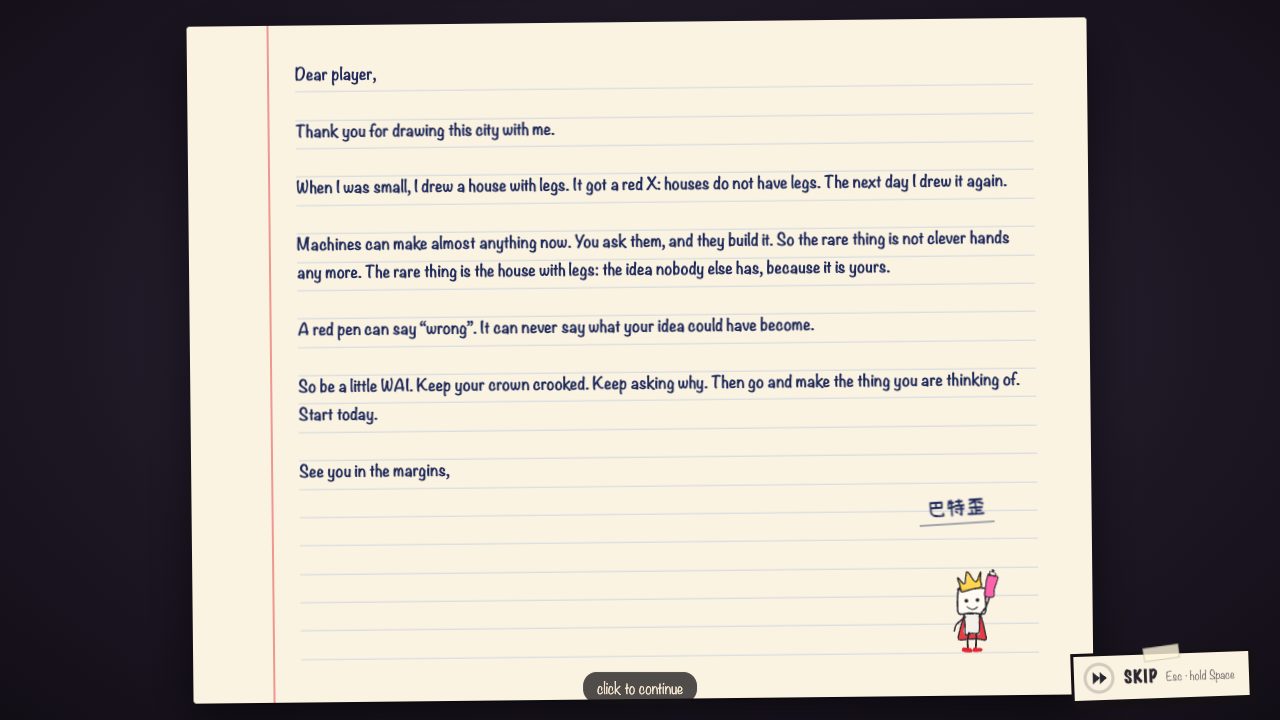 Dear player,
Thank you for drawing this city with me.
When I was small, I drew a house with legs. It got a red X: houses do not have legs. The next day I drew it again.
Machines can make almost anything now. You ask them, and they build it. So the rare thing is not clever hands
any more. The rare thing is the house with legs: the idea nobody else has, because it is yours.
A red pen can say “wrong”. It can never say what your idea could have become.
So be a little WAI. Keep your crown crooked. Keep asking why. Then go and make the thing you are thinking of.
Start today.
See you in the margins,
巴特歪
click to continue
SKIP Esc · hold Space